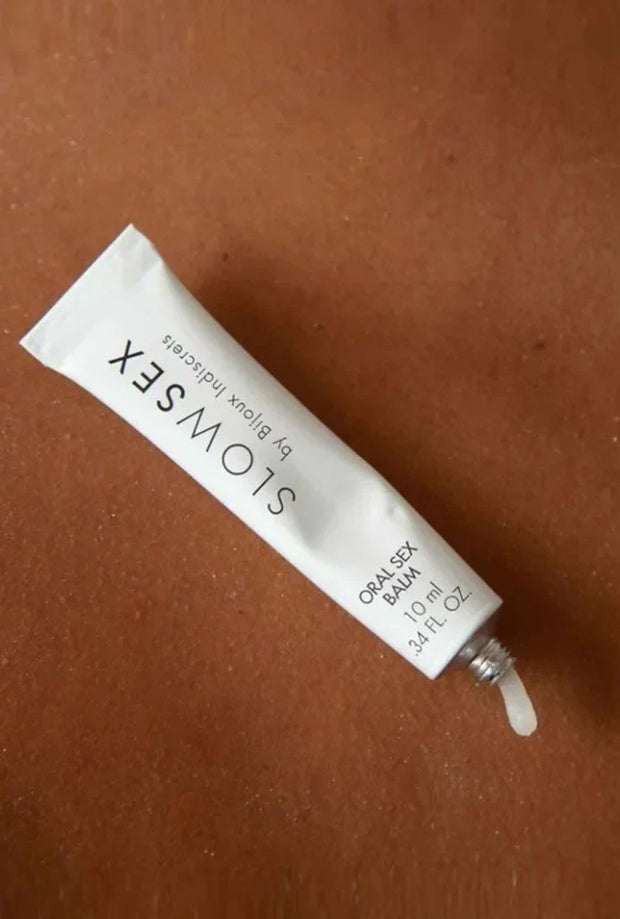 SLOWSEX
by Bijoux Indiscrets
ORAL SEX
BALM
10 ml
.34 FL. OZ.